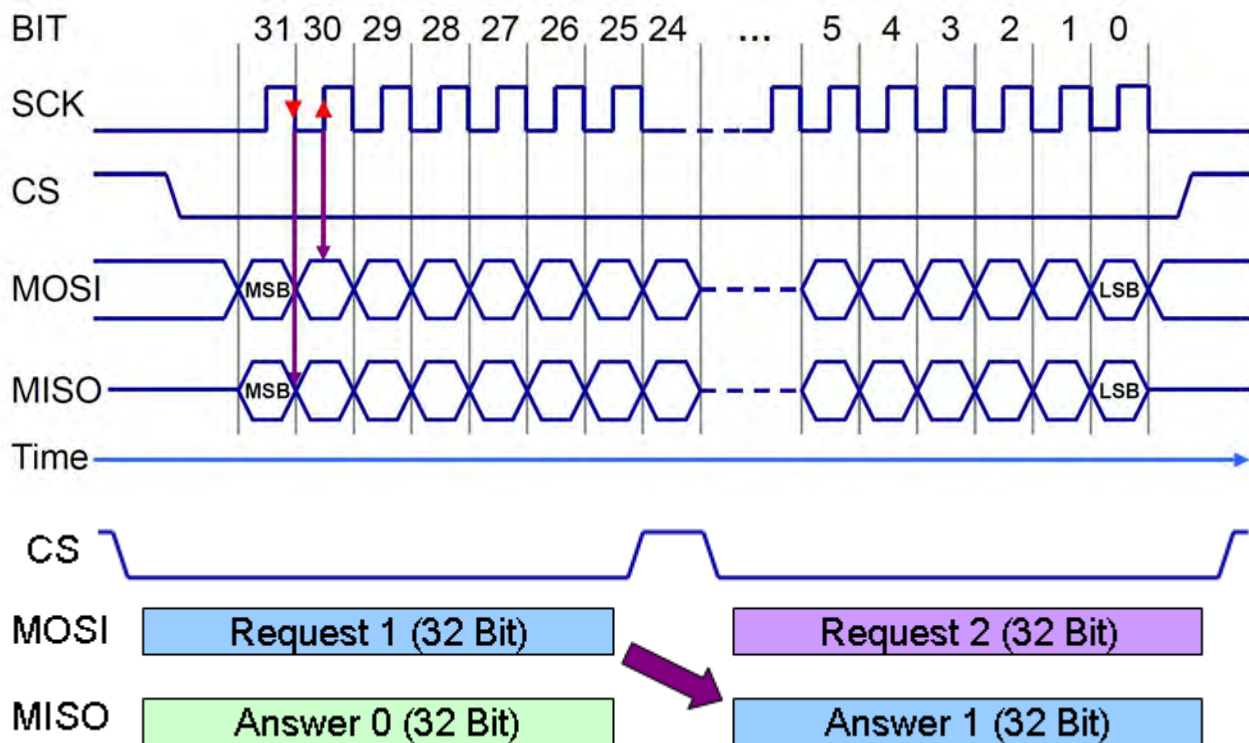 BIT 31 30 29 28 27 26 25 24 ... 5 4 3 2 1 0
SCK
CS
MOSI MSB LSB
MISO MSB LSB
Time
CS
MOSI Request 1 (32 Bit) Request 2 (32 Bit)
MISO Answer 0 (32 Bit) Answer 1 (32 Bit)